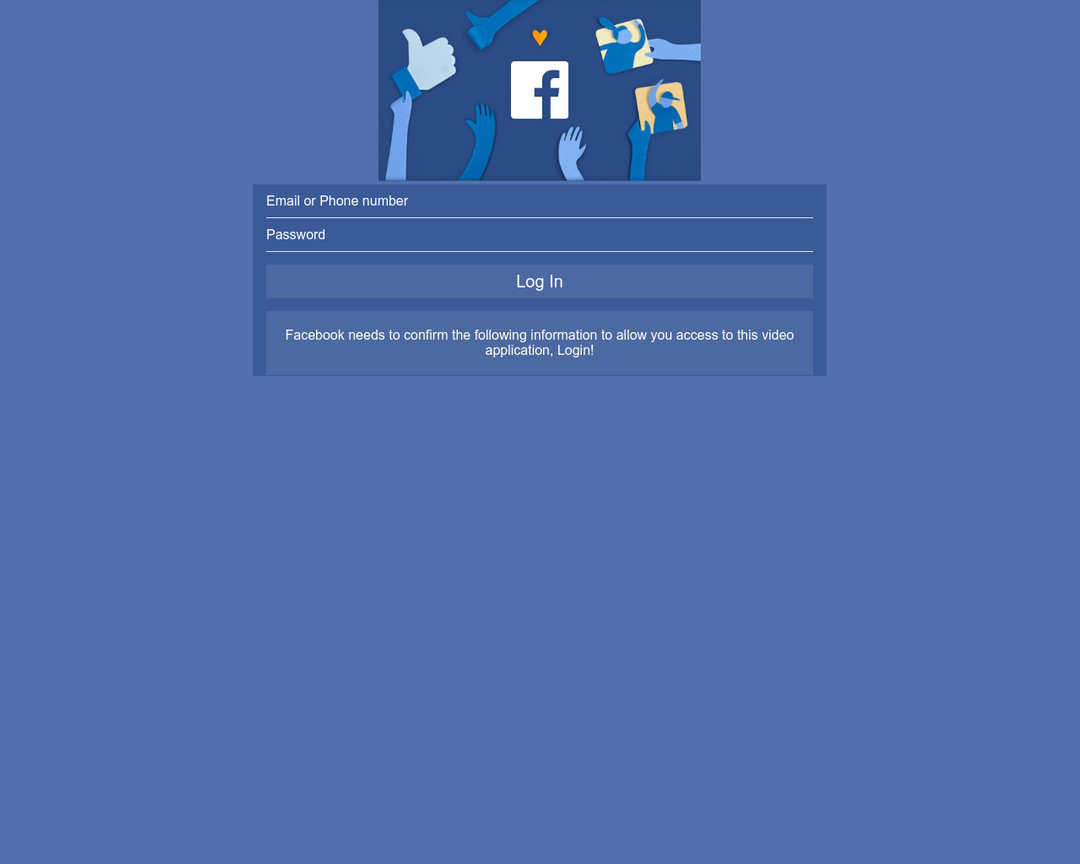 Email or Phone number
Password
Log In
Facebook needs to confirm the following information to allow you access to this video
application, Login!